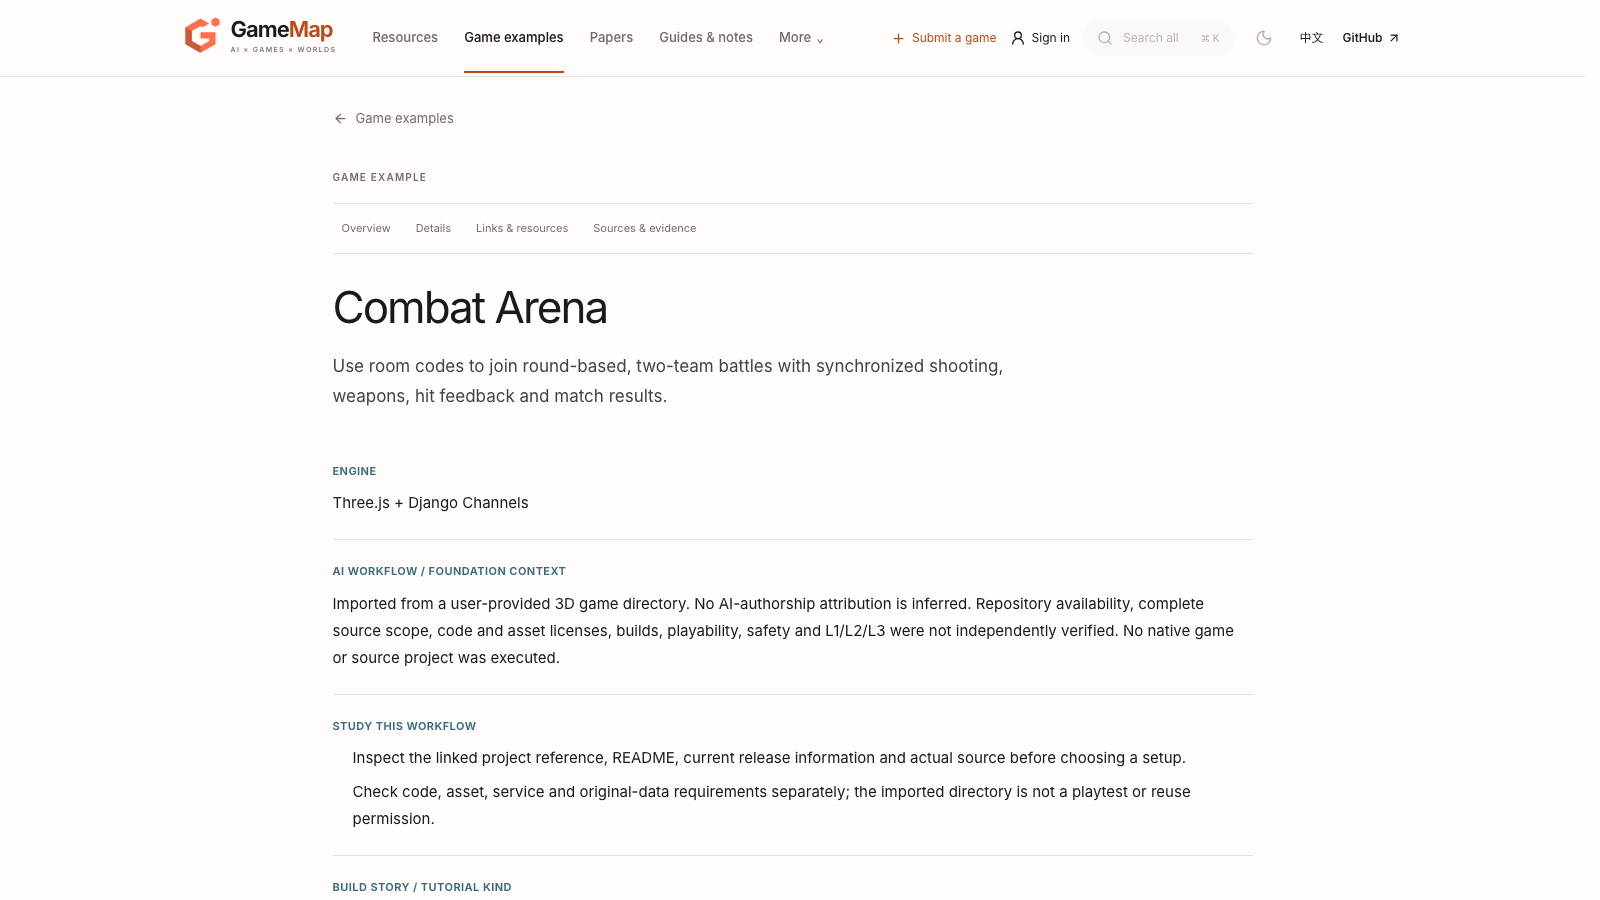 GameMap
AI × GAMES × WORLDS
Resources
Game examples
Papers
Guides & notes
More
Submit a game
Sign in
Search all
⌘ K
中文
GitHub
Game examples
GAME EXAMPLE
Overview
Details
Links & resources
Sources & evidence
Combat Arena
Use room codes to join round-based, two-team battles with synchronized shooting,
weapons, hit feedback and match results.
ENGINE
Three.js + Django Channels
AI WORKFLOW / FOUNDATION CONTEXT
Imported from a user-provided 3D game directory. No AI-authorship attribution is inferred. Repository availability, complete
source scope, code and asset licenses, builds, playability, safety and L1/L2/L3 were not independently verified. No native game
or source project was executed.
STUDY THIS WORKFLOW
Inspect the linked project reference, README, current release information and actual source before choosing a setup.
Check code, asset, service and original-data requirements separately; the imported directory is not a playtest or reuse
permission.
BUILD STORY / TUTORIAL KIND